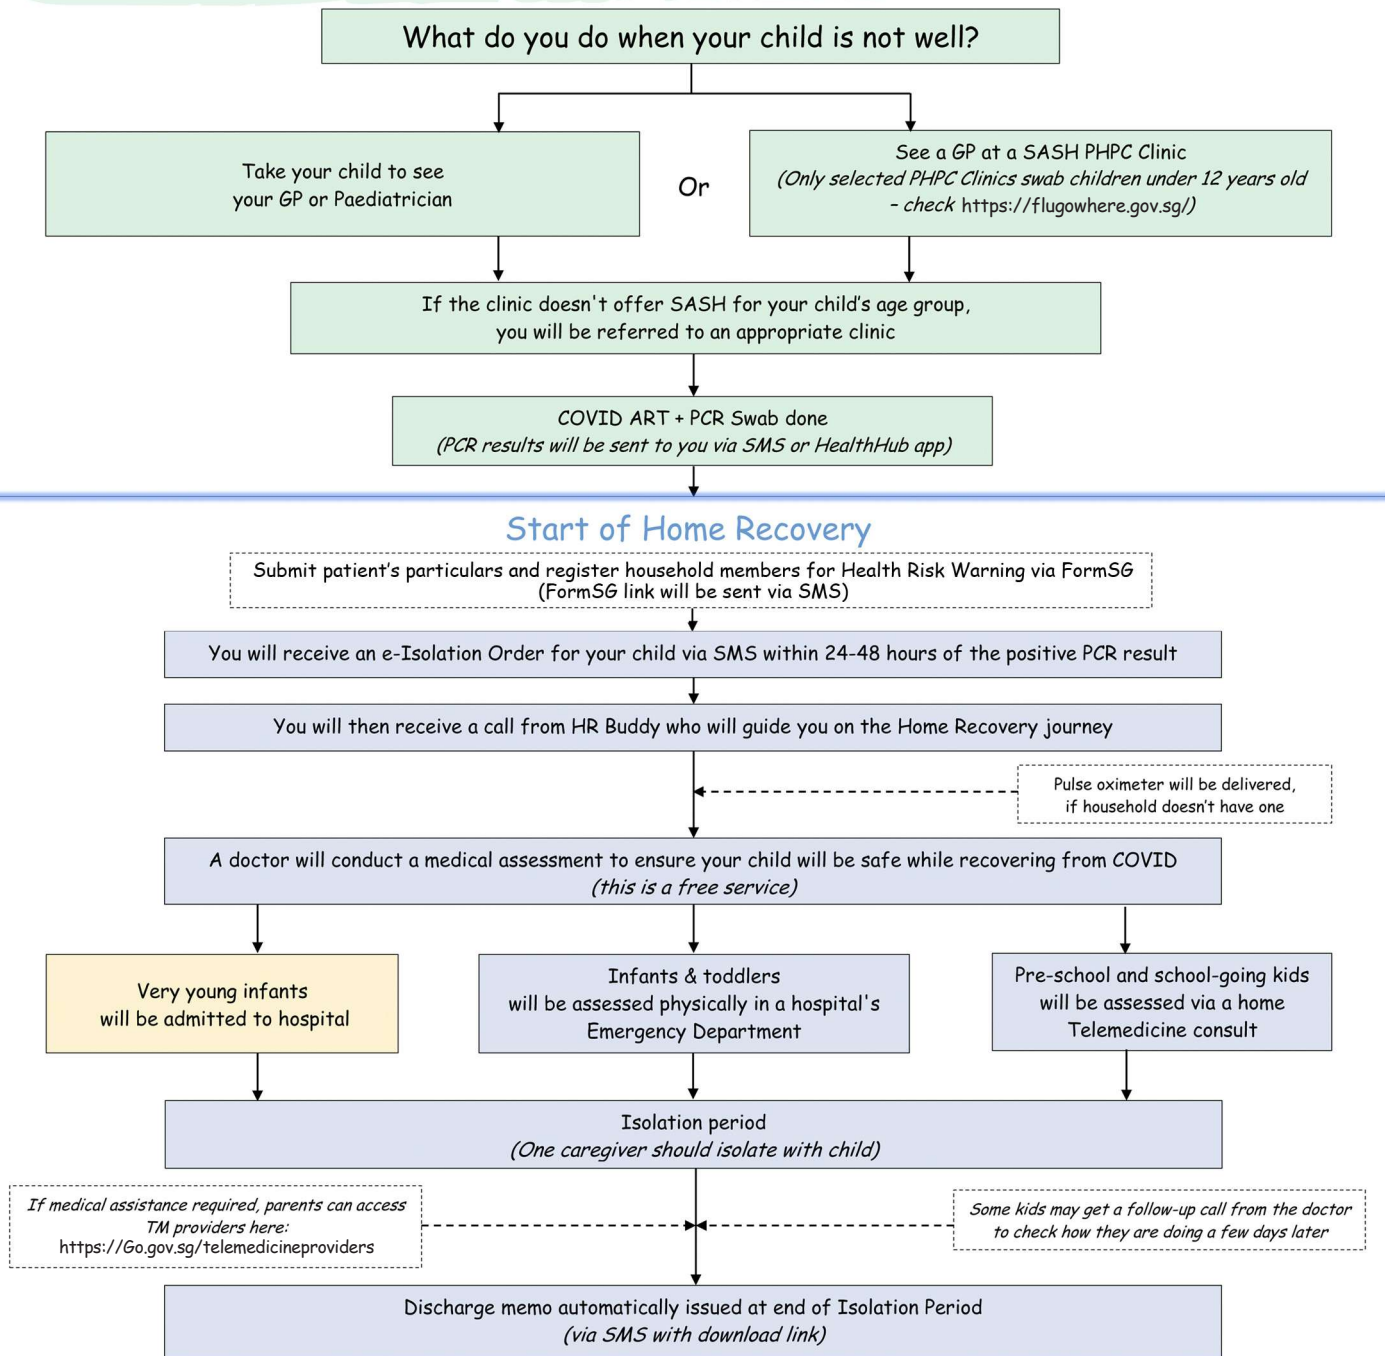 What do you do when your child is not well?
Take your child to see
your GP or Paediatrician
Or
See a GP at a SASH PHPC Clinic
(Only selected PHPC Clinics swab children under 12 years old
– check https://flugowhere.gov.sg/)
If the clinic doesn't offer SASH for your child's age group,
you will be referred to an appropriate clinic
COVID ART + PCR Swab done
(PCR results will be sent to you via SMS or HealthHub app)
Start of Home Recovery
Submit patient's particulars and register household members for Health Risk Warning via FormSG
(FormSG link will be sent via SMS)
You will receive an e-Isolation Order for your child via SMS within 24-48 hours of the positive PCR result
You will then receive a call from HR Buddy who will guide you on the Home Recovery journey
Pulse oximeter will be delivered,
if household doesn't have one
A doctor will conduct a medical assessment to ensure your child will be safe while recovering from COVID
(this is a free service)
Very young infants
will be admitted to hospital
Infants & toddlers
will be assessed physically in a hospital's
Emergency Department
Pre-school and school-going kids
will be assessed via a home
Telemedicine consult
Isolation period
(One caregiver should isolate with child)
If medical assistance required, parents can access
TM providers here:
https://Go.gov.sg/telemedicineproviders
Some kids may get a follow-up call from the doctor
to check how they are doing a few days later
Discharge memo automatically issued at end of Isolation Period
(via SMS with download link)